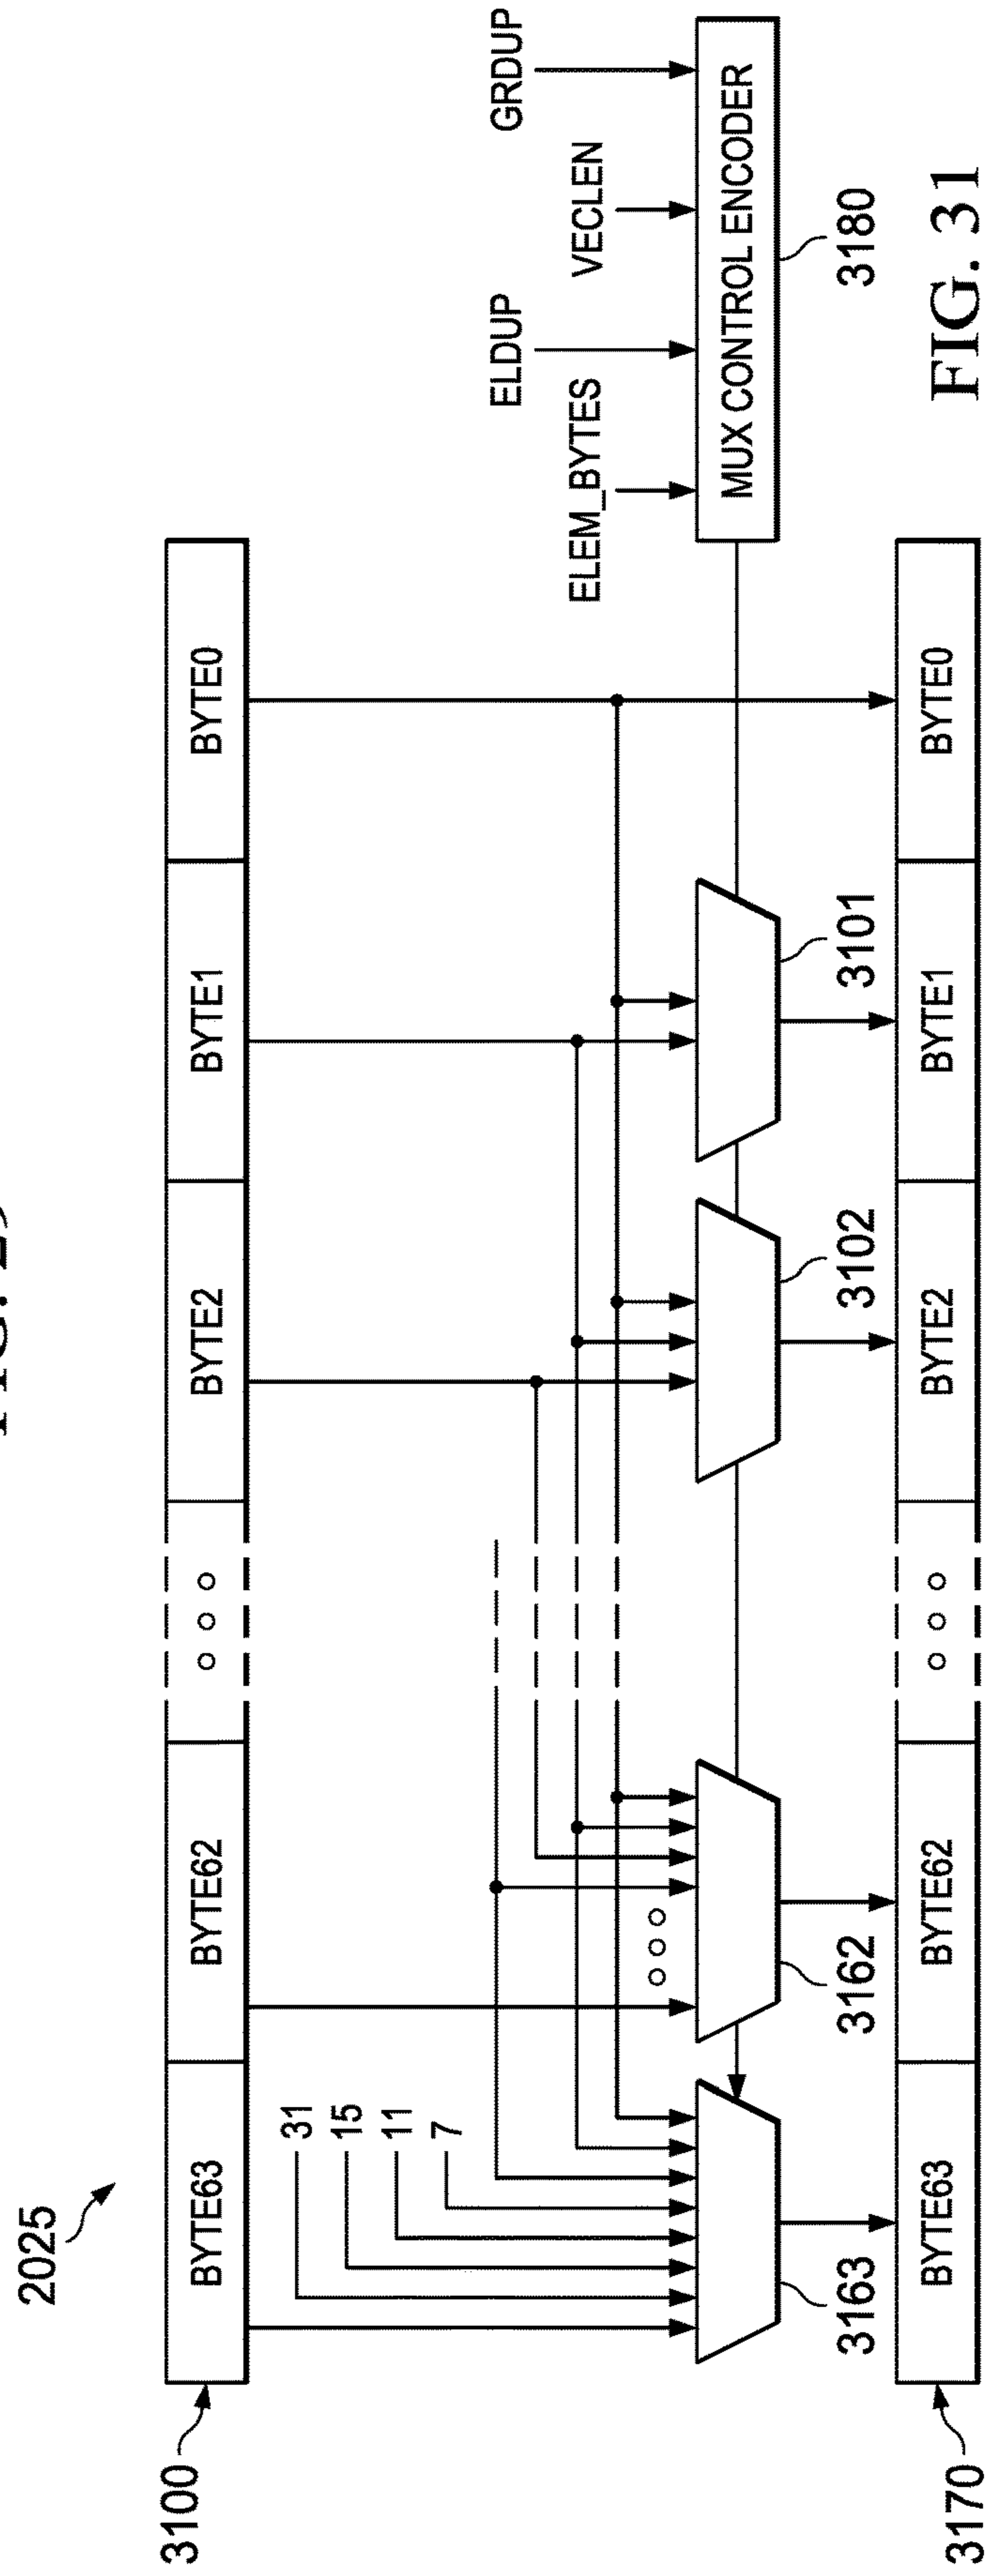 2025
3100
BYTE63
BYTE62
BYTE2
BYTE1
BYTE0
31
15
11
7
GRDUP
ELDUP
VECLEN
ELEM_BYTES
MUX CONTROL ENCODER
3163
3162
3102
3101
3180
3170
BYTE63
BYTE62
BYTE2
BYTE1
BYTE0
FIG. 31